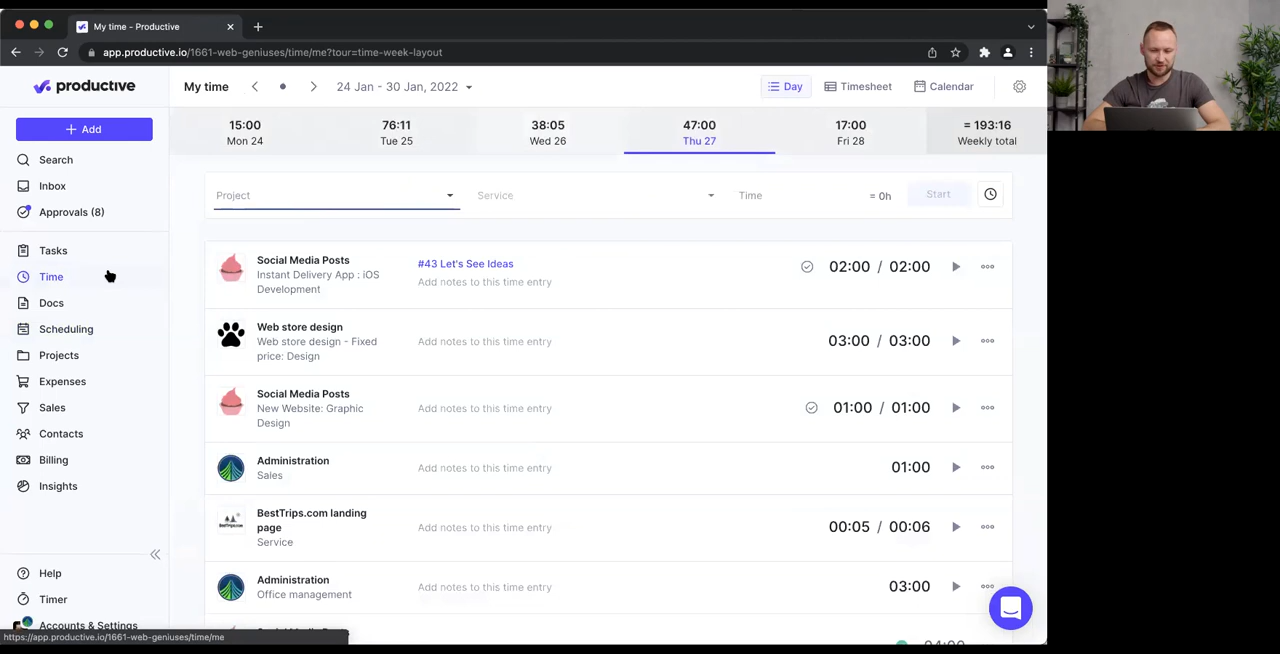 My time - Productive
app.productive.io/1661-web-geniuses/time/me?tour=time-week-layout
productive
My time
24 Jan - 30 Jan, 2022
Day
Timesheet
Calendar
+ Add
15:00
Mon 24
76:11
Tue 25
38:05
Wed 26
47:00
Thu 27
17:00
Fri 28
= 193:16
Weekly total
Search
Inbox
Approvals (8)
Tasks
Time
Docs
Scheduling
Projects
Expenses
Sales
Contacts
Billing
Insights
Help
Timer
Accounts & Settings
https://app.productive.io/1661-web-geniuses/time/me
Project
Service
Time
= 0h
Start
Social Media Posts
Instant Delivery App : iOS
Development
#43 Let's See Ideas
Add notes to this time entry
02:00 / 02:00
Web store design
Web store design - Fixed
price: Design
Add notes to this time entry
03:00 / 03:00
Social Media Posts
New Website: Graphic
Design
Add notes to this time entry
01:00 / 01:00
Administration
Sales
Add notes to this time entry
01:00
BestTrips.com landing
page
Service
Add notes to this time entry
00:05 / 00:06
Administration
Office management
Add notes to this time entry
03:00